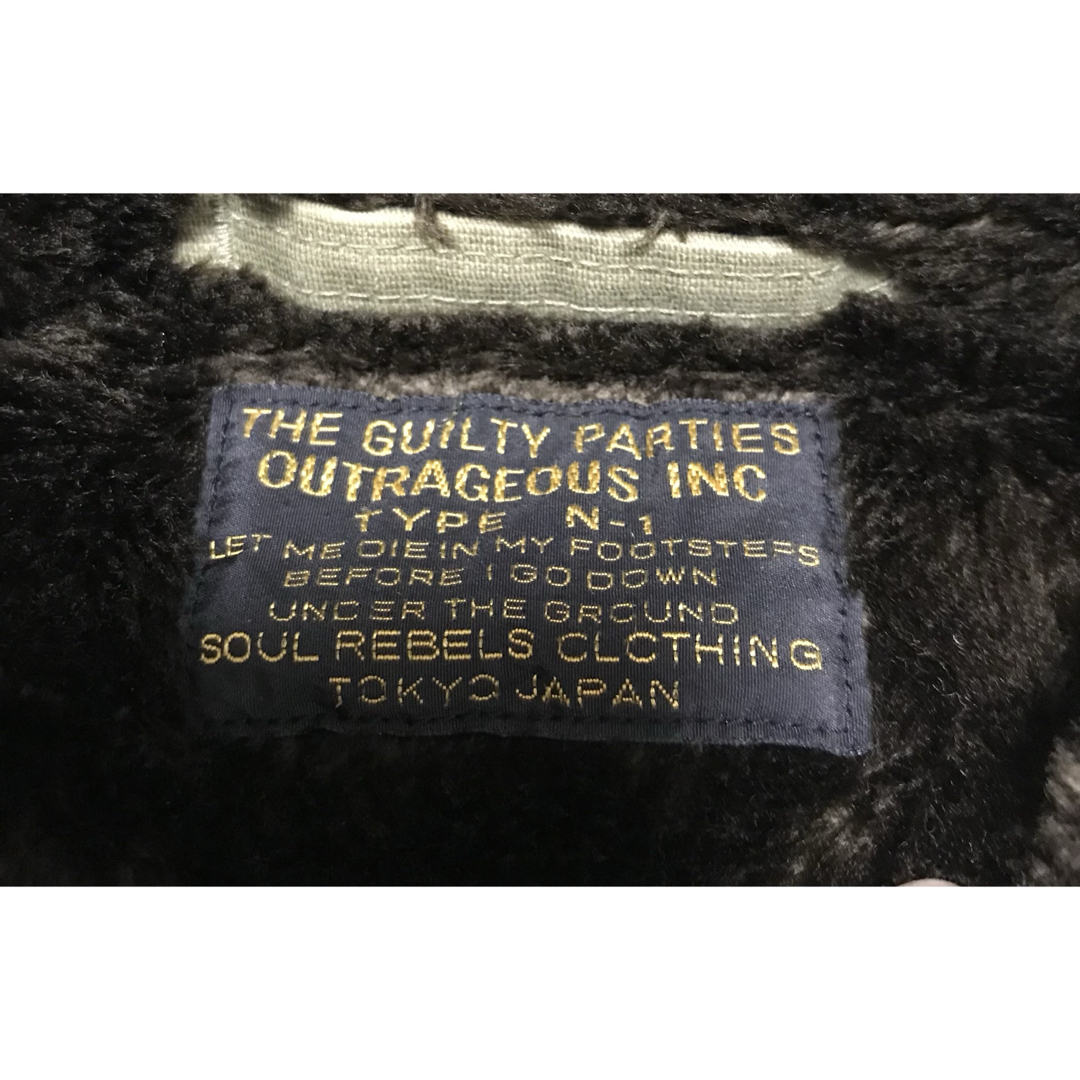 THE GUILTY PARTIES
OUTRAGEOUS INC
TYPE N-1
LET ME DIE IN MY FOOTSTEPS
BEFORE I GO DOWN
UNDER THE GROUND
SOUL REBELS CLOTHING
TOKYO JAPAN